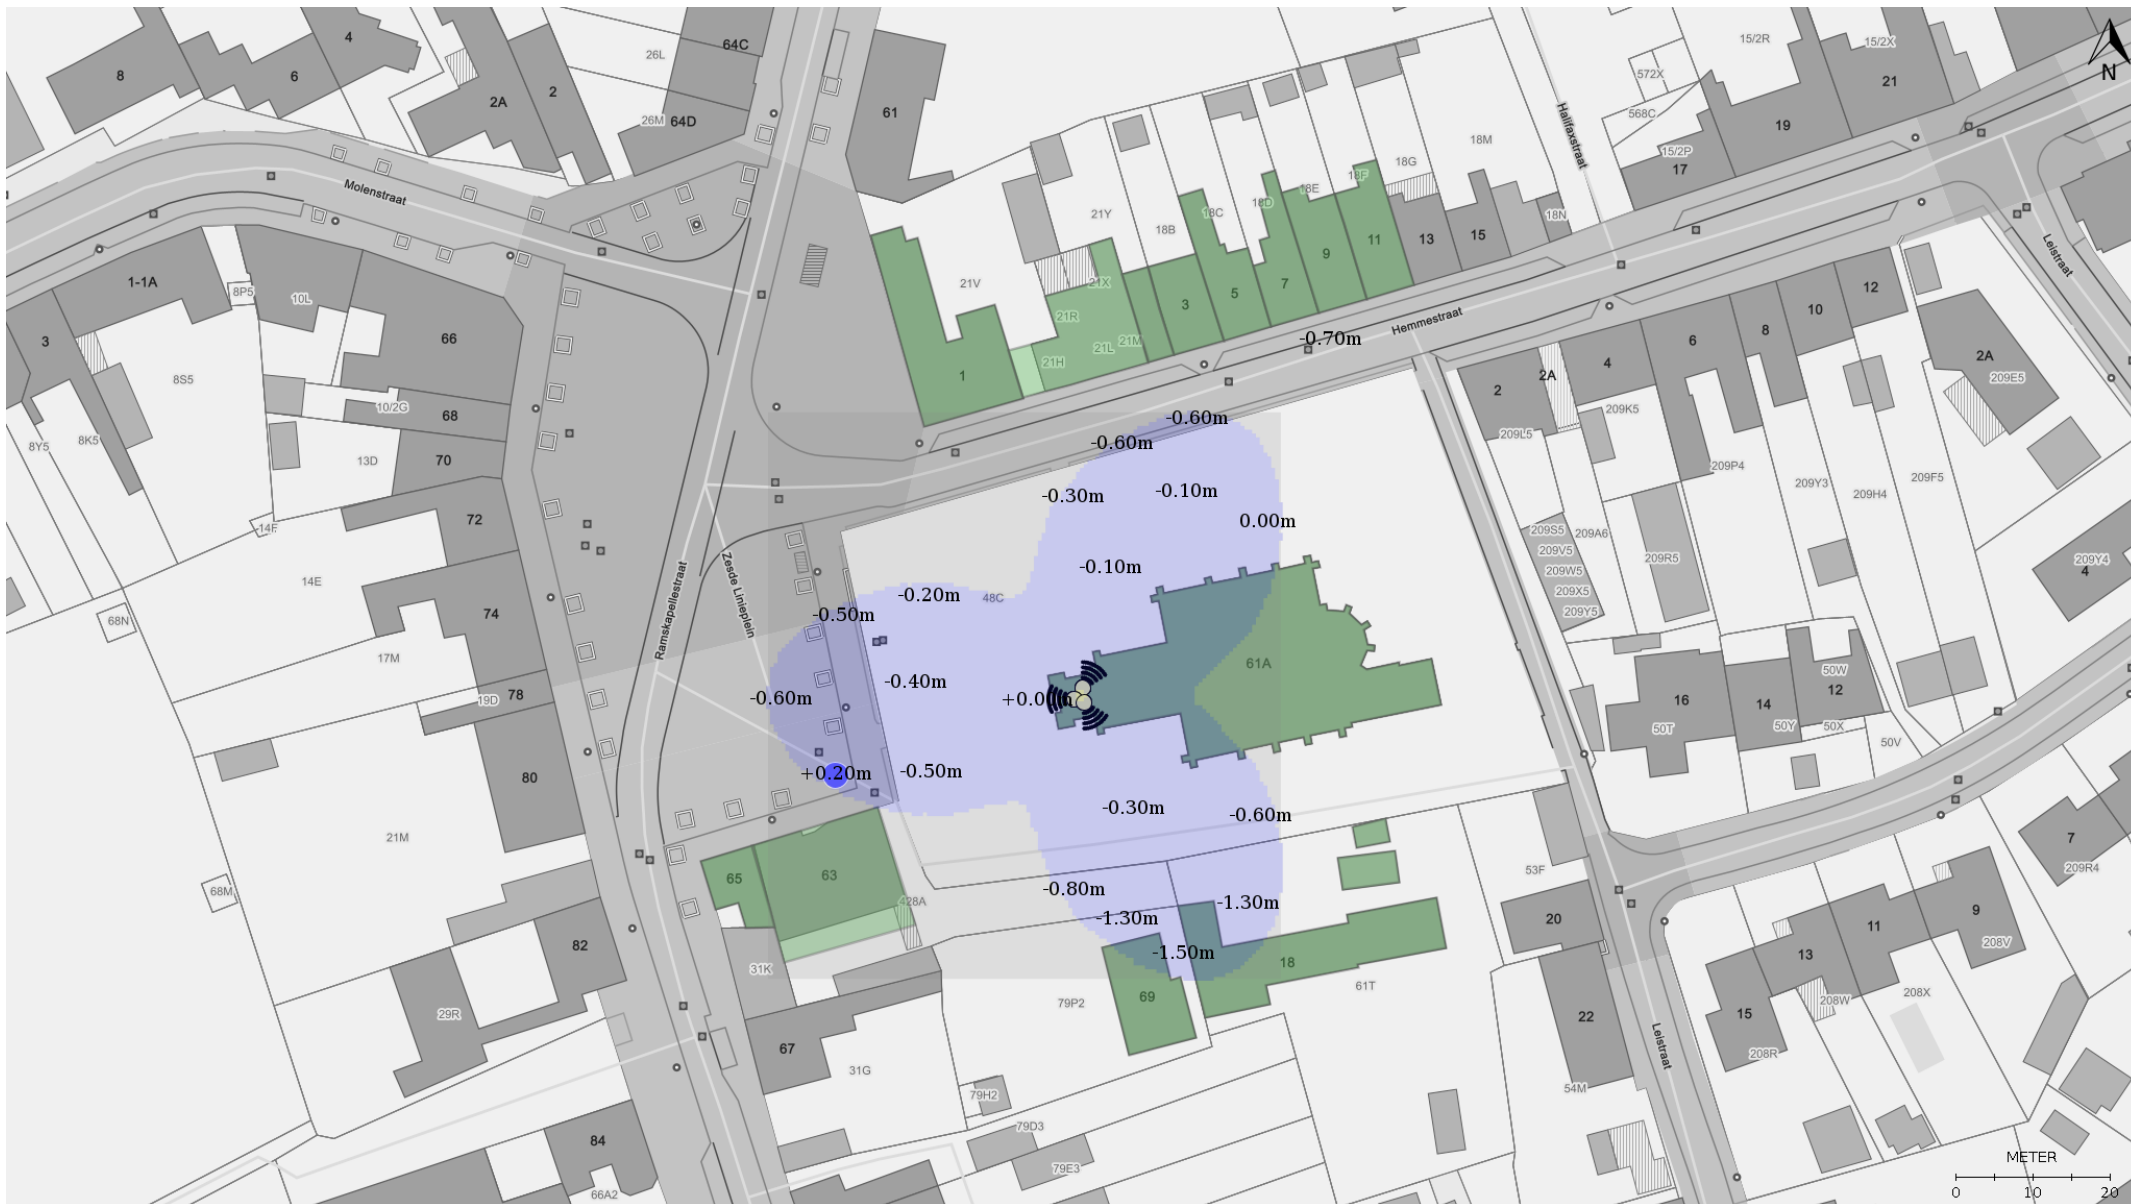 4
64C
26L
8
6
2
2A
26M
64D
61
15/2R
15/2X
572X
21
N
568C
19
Halifaxstraat
18M
18G
15/2P
17
18F
18E
18D
18C
18B
21Y
18N
Molenstraat
13
15
11
9
7
5
3
21X
21V
21R
21L
21M
21H
1
Leistraat
1-1A
8P5
10L
3
66
8S5
10/2G
68
8Y5
8K5
13D
70
72
14F
14E
Hemmestraat
-0.70m
12
10
8
6
4
2A
2
2A
209E5
209K5
209L5
209P4
209Y3
209H4
209F5
-0.60m
-0.60m
-0.30m
-0.10m
0.00m
-0.10m
209S5
209V5
209W5
209X5
209Y5
209A6
209R5
209Y4
4
Zesde Linieplein
Ramskapellestraat
-0.20m
48C
-0.50m
74
68N
17M
19D
78
-0.40m
-0.60m
+0.00m
61A
50W
16
14
12
50T
50Y
50X
50V
80
+0.20m
-0.50m
-0.30m
-0.60m
21M
7
209R4
65
63
53F
68M
-0.80m
428A
-1.30m
-1.30m
20
11
9
208V
82
-1.50m
18
13
31K
69
79P2
61T
29R
22
15
208W
208X
67
31G
208R
Leistraat
54M
79H2
79D3
79E3
84
66A2
METER
0 10 20